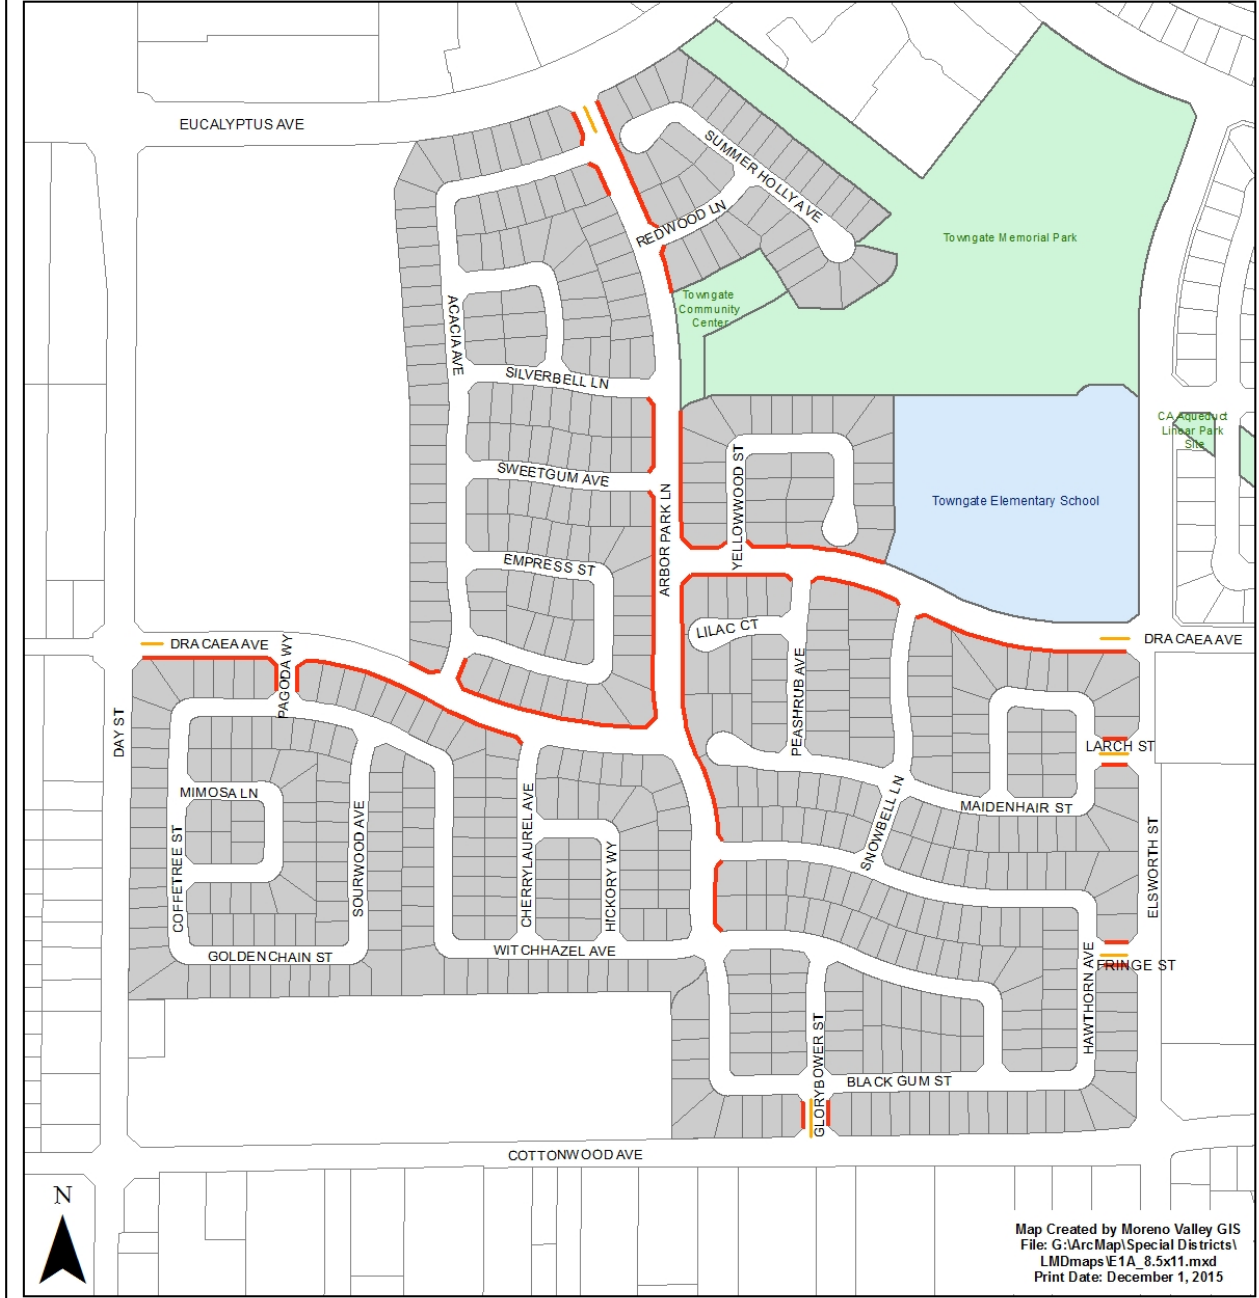 EUCALYPTUS AVE
SUMMER HOLLY AVE
REDWOOD LN
Towngate Memorial Park
Towngate
Community
Center
ACACIA AVE
SILVERBELL LN
CA Aqueduct
Linear Park
Site
SWEETGUM AVE
YELLOWWOOD ST
ARBOR PARK LN
Towngate Elementary School
EMPRESS ST
LILAC CT
DRACAEA AVE
DRACAEA AVE
PAGODA WY
PEASHRUB AVE
DAY ST
LARCH ST
MIMOSA LN
SNOWBELL LN
MAIDENHAIR ST
COFFETREE ST
SOURWOOD AVE
CHERRYLAUREL AVE
HICKORY WY
ELSWORTH ST
GOLDENCHAIN ST
WITCHHAZEL AVE
HAWTHORN AVE
FRINGE ST
GLORYBOWER ST
BLACK GUM ST
COTTONWOOD AVE
N
Map Created by Moreno Valley GIS
File: G:\ArcMap\Special Districts\
LMDmaps\E1A_8.5x11.mxd
Print Date: December 1, 2015